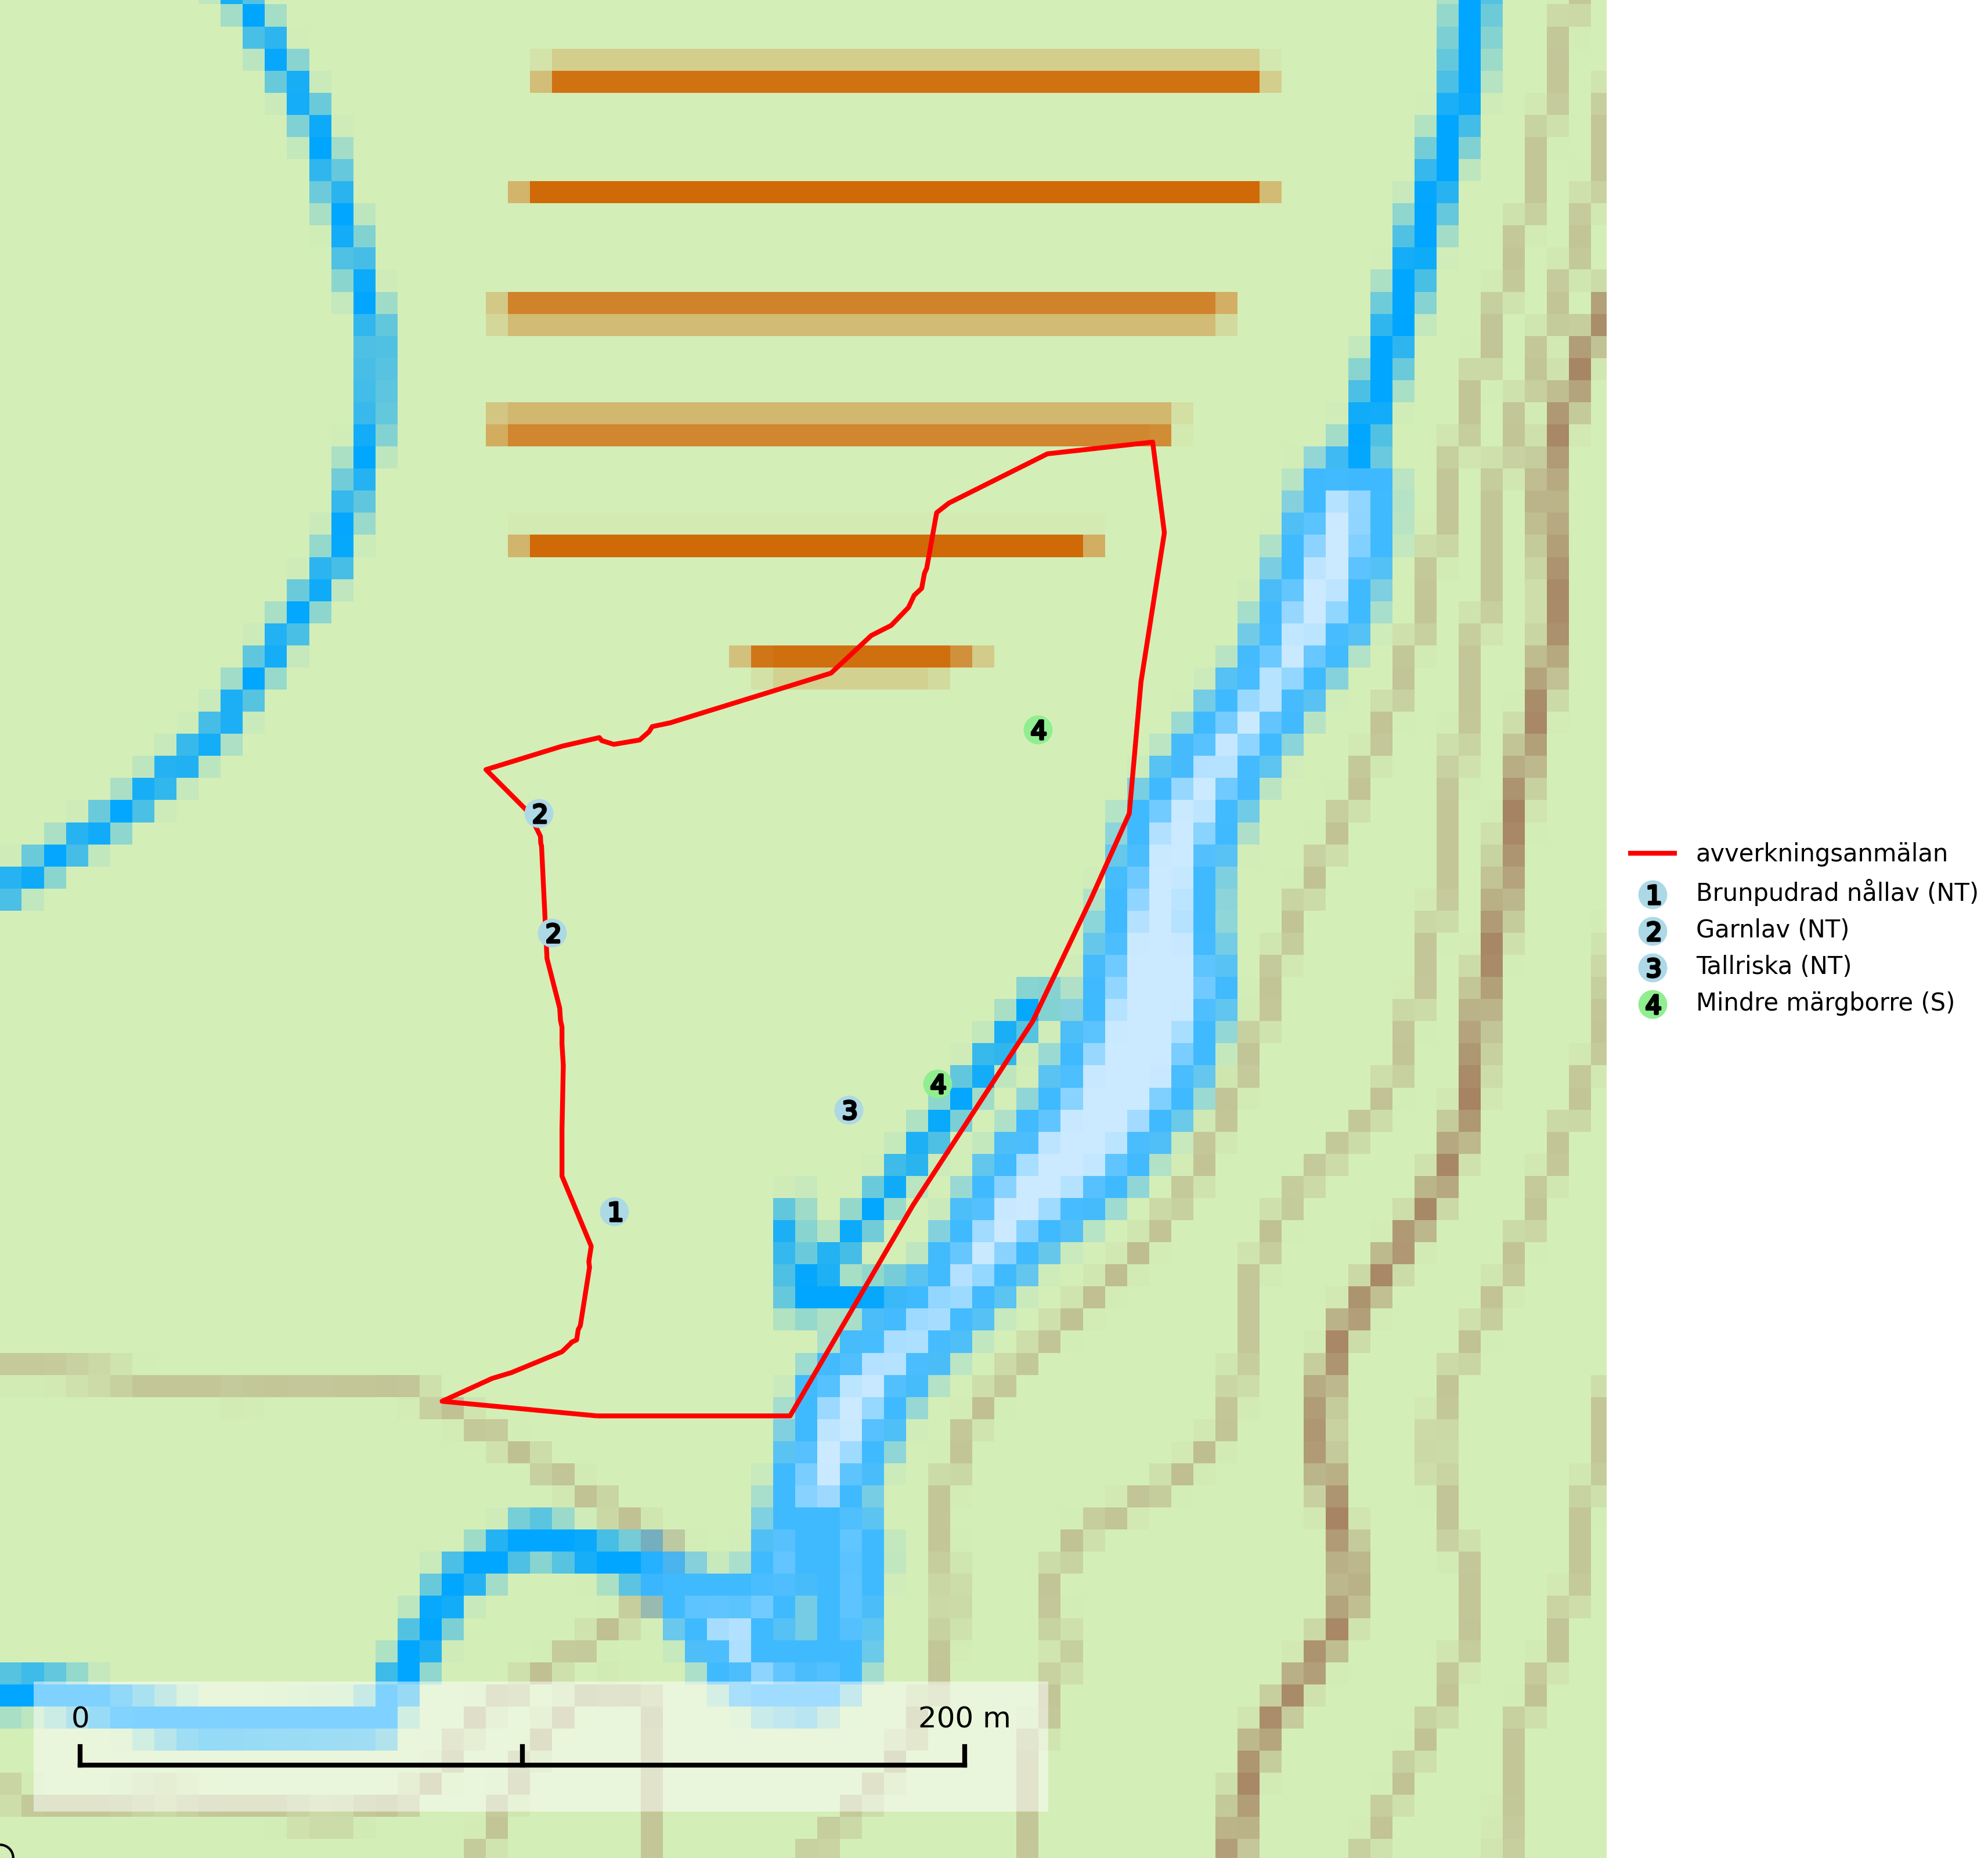 4
2
2
4
3
1
0
200 m
avverkningsanmälan
1 Brunpudrad nållav (NT)
2 Garnlav (NT)
3 Tallriska (NT)
4 Mindre märgborre (S)